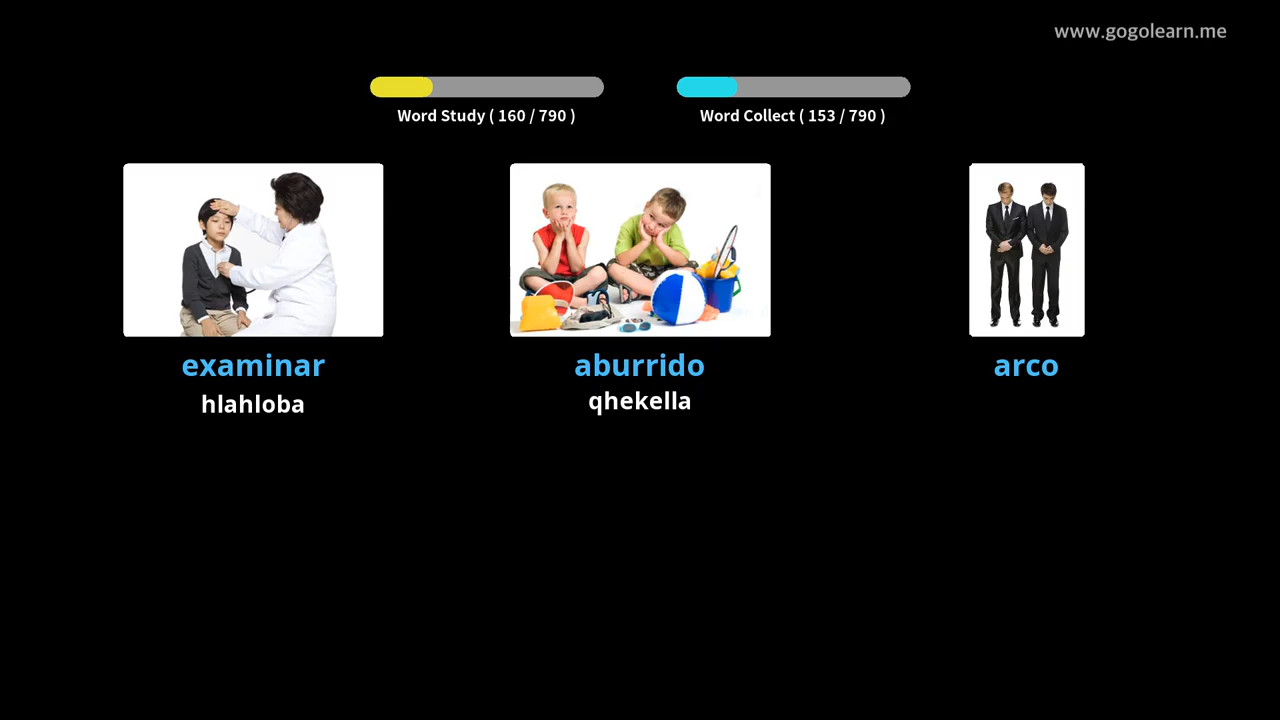 www.gogolearn.me
Word Study ( 160 / 790 )
Word Collect ( 153 / 790 )
examinar
hlahloba
aburrido
qhekella
arco